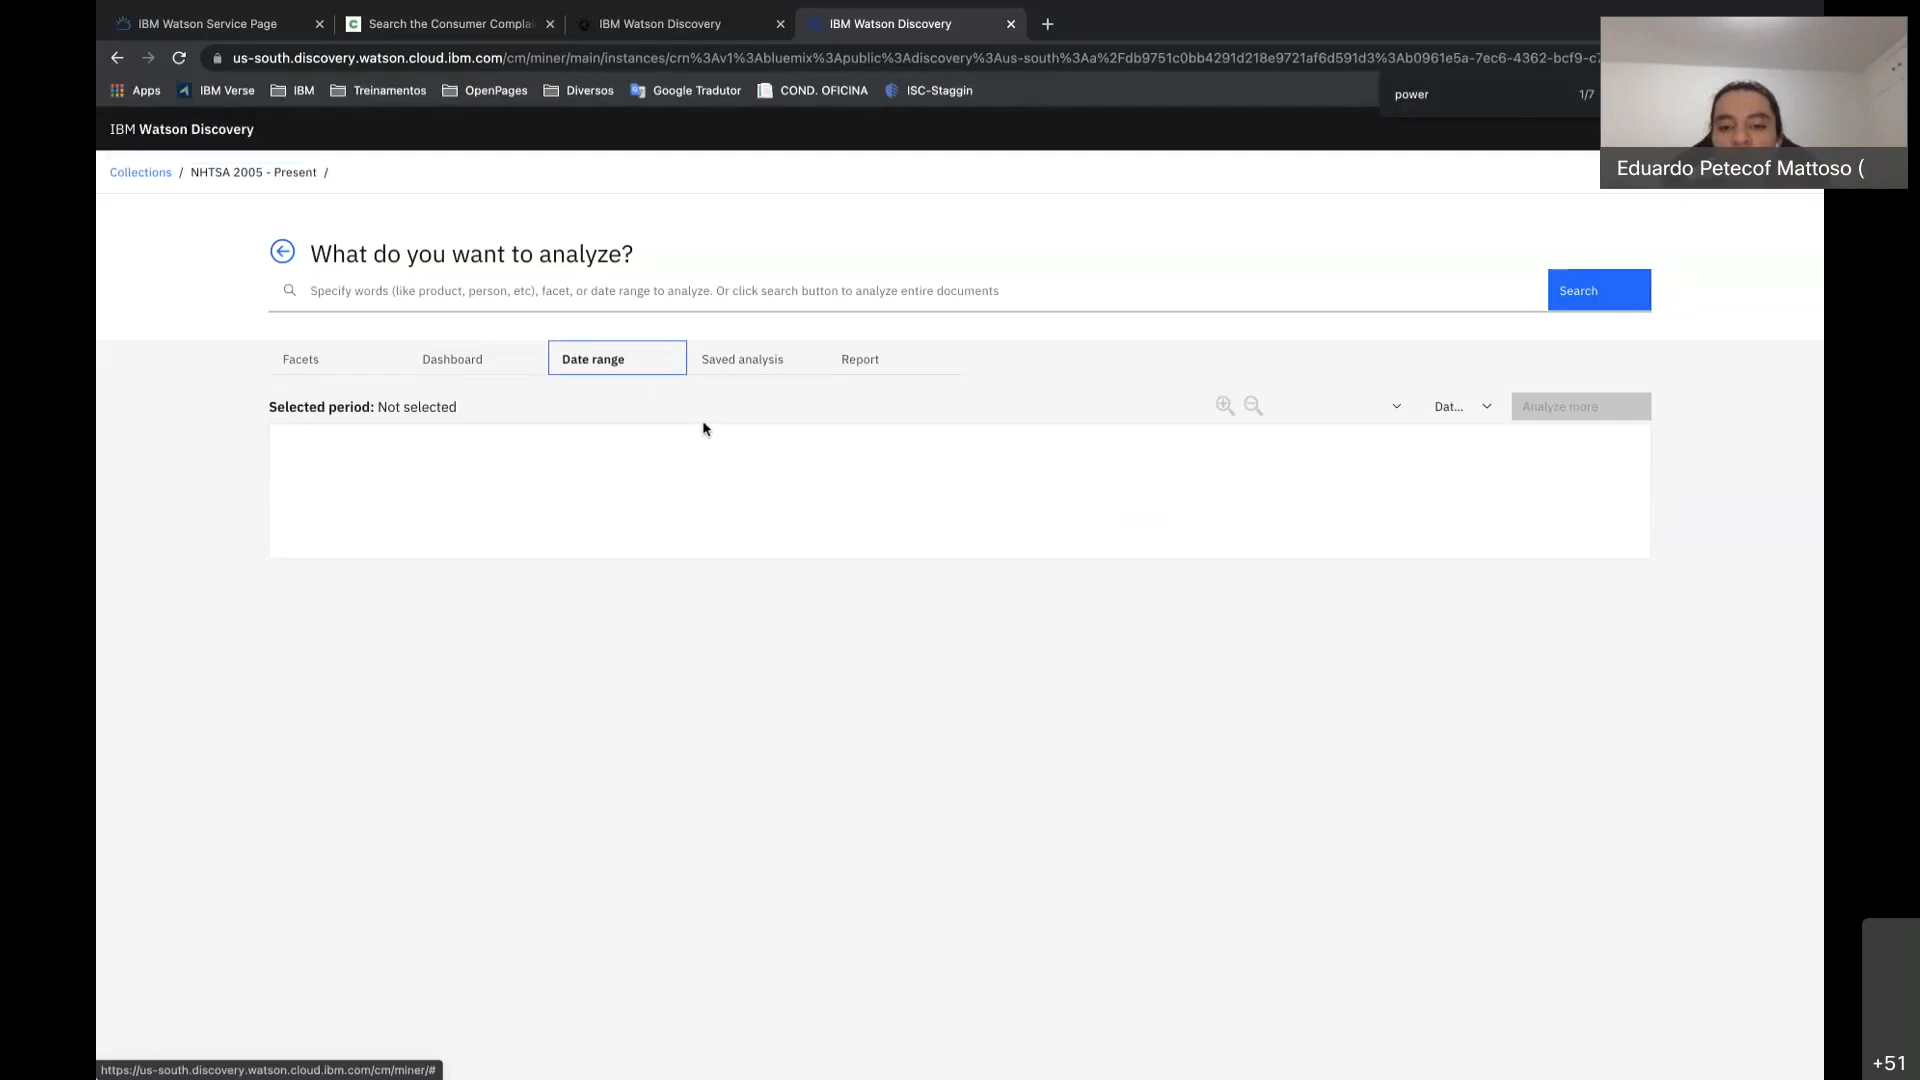 IBM Watson Service Page
Search the Consumer Complai
IBM Watson Discovery
IBM Watson Discovery
us-south.discovery.watson.cloud.ibm.com/cm/miner/main/instances/crn%3Av1%3Abluemix%3Apublic%3Adiscovery%3Aus-south%3Aa%2Fdb9751c0bb4291d218e9721af6d591d3%3Ab0961e5a-7ec6-4362-bcf9-c7
Apps
IBM Verse
IBM
Treinamentos
OpenPages
Diversos
Google Tradutor
COND. OFICINA
ISC-Staggin
power 1/7
Eduardo Petecof Mattoso (
IBM Watson Discovery
Collections / NHTSA 2005 - Present /
What do you want to analyze?
Specify words (like product, person, etc), facet, or date range to analyze. Or click search button to analyze entire documents
Search
Facets
Dashboard
Date range
Saved analysis
Report
Selected period: Not selected
Dat...
Analyze more
https://us-south.discovery.watson.cloud.ibm.com/cm/miner/#
+51